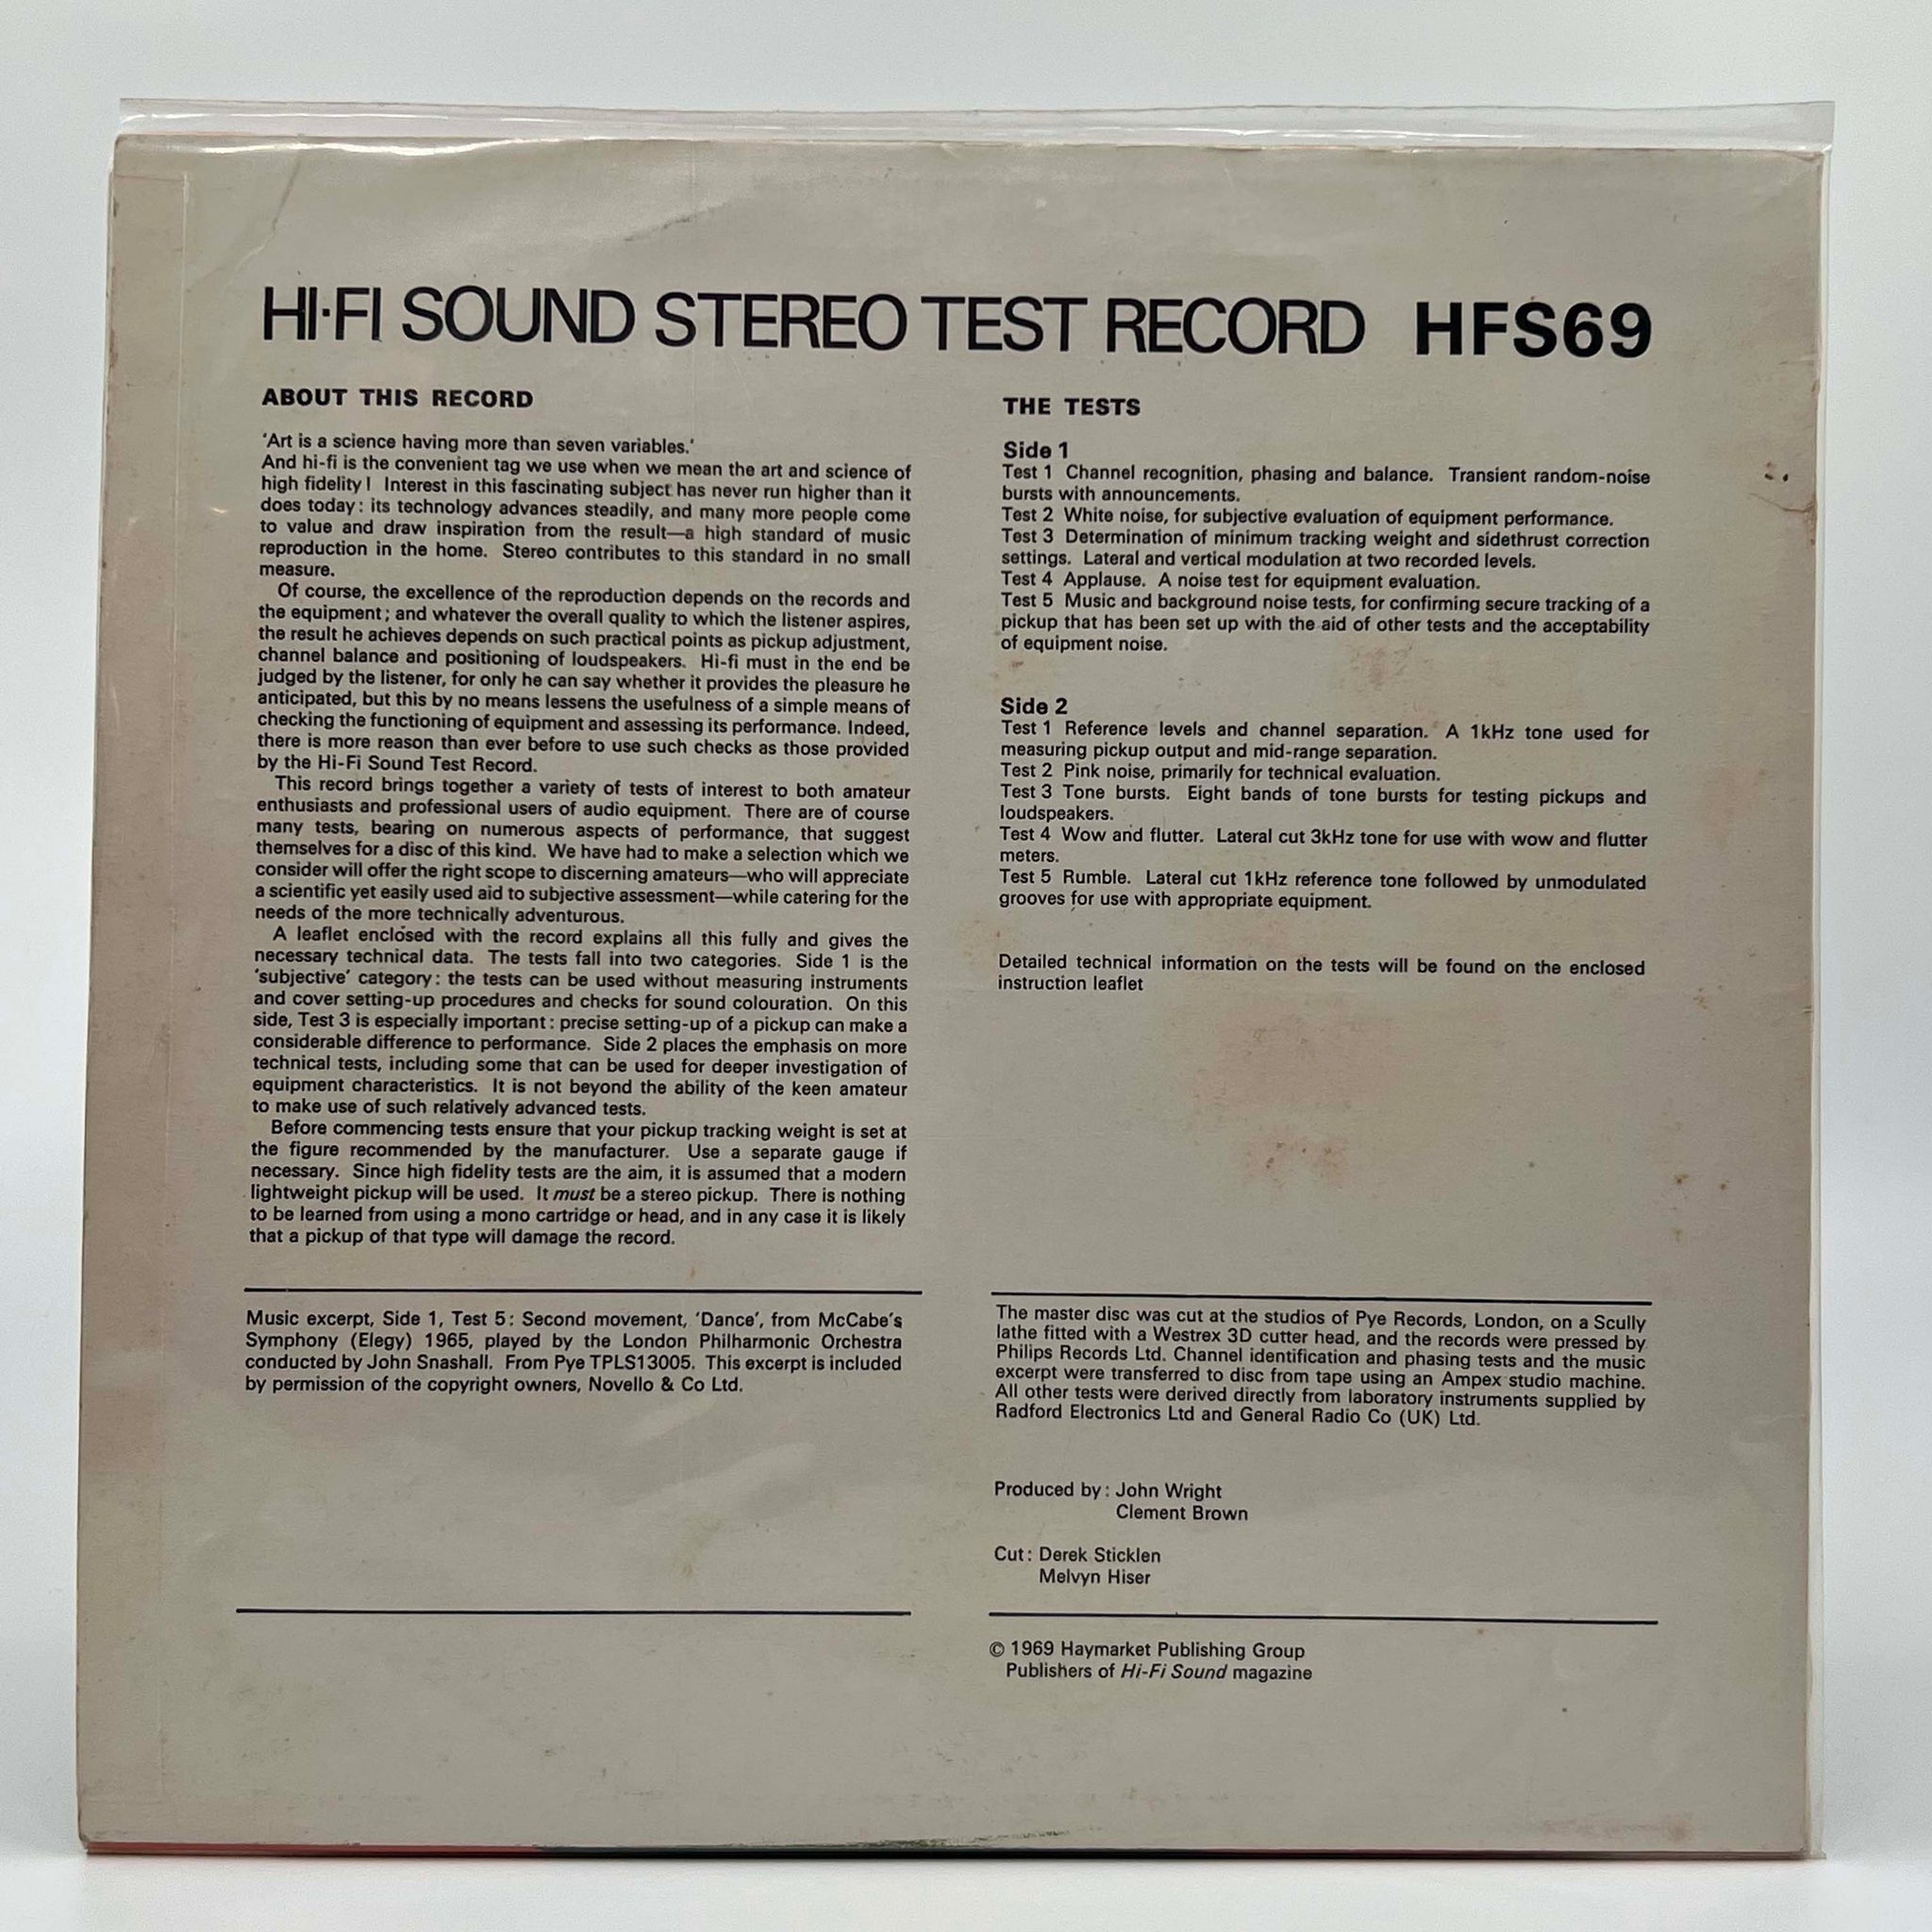 HI·FI SOUND STEREO TEST RECORD HFS69
ABOUT THIS RECORD
'Art is a science having more than seven variables.'
And hi-fi is the convenient tag we use when we mean the art and science of
high fidelity! Interest in this fascinating subject has never run higher than it
does today: its technology advances steadily, and many more people come
to value and draw inspiration from the result—a high standard of music
reproduction in the home. Stereo contributes to this standard in no small
measure.
Of course, the excellence of the reproduction depends on the records and
the equipment; and whatever the overall quality to which the listener aspires,
the result he achieves depends on such practical points as pickup adjustment,
channel balance and positioning of loudspeakers. Hi-fi must in the end be
judged by the listener, for only he can say whether it provides the pleasure he
anticipated, but this by no means lessens the usefulness of a simple means of
checking the functioning of equipment and assessing its performance. Indeed,
there is more reason than ever before to use such checks as those provided
by the Hi-Fi Sound Test Record.
This record brings together a variety of tests of interest to both amateur
enthusiasts and professional users of audio equipment. There are of course
many tests, bearing on numerous aspects of performance, that suggest
themselves for a disc of this kind. We have had to make a selection which we
consider will offer the right scope to discerning amateurs—who will appreciate
a scientific yet easily used aid to subjective assessment—while catering for the
needs of the more technically adventurous.
A leaflet enclosed with the record explains all this fully and gives the
necessary technical data. The tests fall into two categories. Side 1 is the
'subjective' category: the tests can be used without measuring instruments
and cover setting-up procedures and checks for sound colouration. On this
side, Test 3 is especially important: precise setting-up of a pickup can make a
considerable difference to performance. Side 2 places the emphasis on more
technical tests, including some that can be used for deeper investigation of
equipment characteristics. It is not beyond the ability of the keen amateur
to make use of such relatively advanced tests.
Before commencing tests ensure that your pickup tracking weight is set at
the figure recommended by the manufacturer. Use a separate gauge if
necessary. Since high fidelity tests are the aim, it is assumed that a modern
lightweight pickup will be used. It must be a stereo pickup. There is nothing
to be learned from using a mono cartridge or head, and in any case it is likely
that a pickup of that type will damage the record.
Music excerpt, Side 1, Test 5: Second movement, 'Dance', from McCabe's
Symphony (Elegy) 1965, played by the London Philharmonic Orchestra
conducted by John Snashall. From Pye TPLS13005. This excerpt is included
by permission of the copyright owners, Novello & Co Ltd.
THE TESTS
Side 1
Test 1 Channel recognition, phasing and balance. Transient random-noise
bursts with announcements.
Test 2 White noise, for subjective evaluation of equipment performance.
Test 3 Determination of minimum tracking weight and sidethrust correction
settings. Lateral and vertical modulation at two recorded levels.
Test 4 Applause. A noise test for equipment evaluation.
Test 5 Music and background noise tests, for confirming secure tracking of a
pickup that has been set up with the aid of other tests and the acceptability
of equipment noise.
Side 2
Test 1 Reference levels and channel separation. A 1kHz tone used for
measuring pickup output and mid-range separation.
Test 2 Pink noise, primarily for technical evaluation.
Test 3 Tone bursts. Eight bands of tone bursts for testing pickups and
loudspeakers.
Test 4 Wow and flutter. Lateral cut 3kHz tone for use with wow and flutter
meters.
Test 5 Rumble. Lateral cut 1kHz reference tone followed by unmodulated
grooves for use with appropriate equipment.
Detailed technical information on the tests will be found on the enclosed
instruction leaflet
The master disc was cut at the studios of Pye Records, London, on a Scully
lathe fitted with a Westrex 3D cutter head, and the records were pressed by
Philips Records Ltd. Channel identification and phasing tests and the music
excerpt were transferred to disc from tape using an Ampex studio machine.
All other tests were derived directly from laboratory instruments supplied by
Radford Electronics Ltd and General Radio Co (UK) Ltd.
Produced by: John Wright
Clement Brown
Cut: Derek Sticklen
Melvyn Hiser
© 1969 Haymarket Publishing Group
Publishers of Hi-Fi Sound magazine